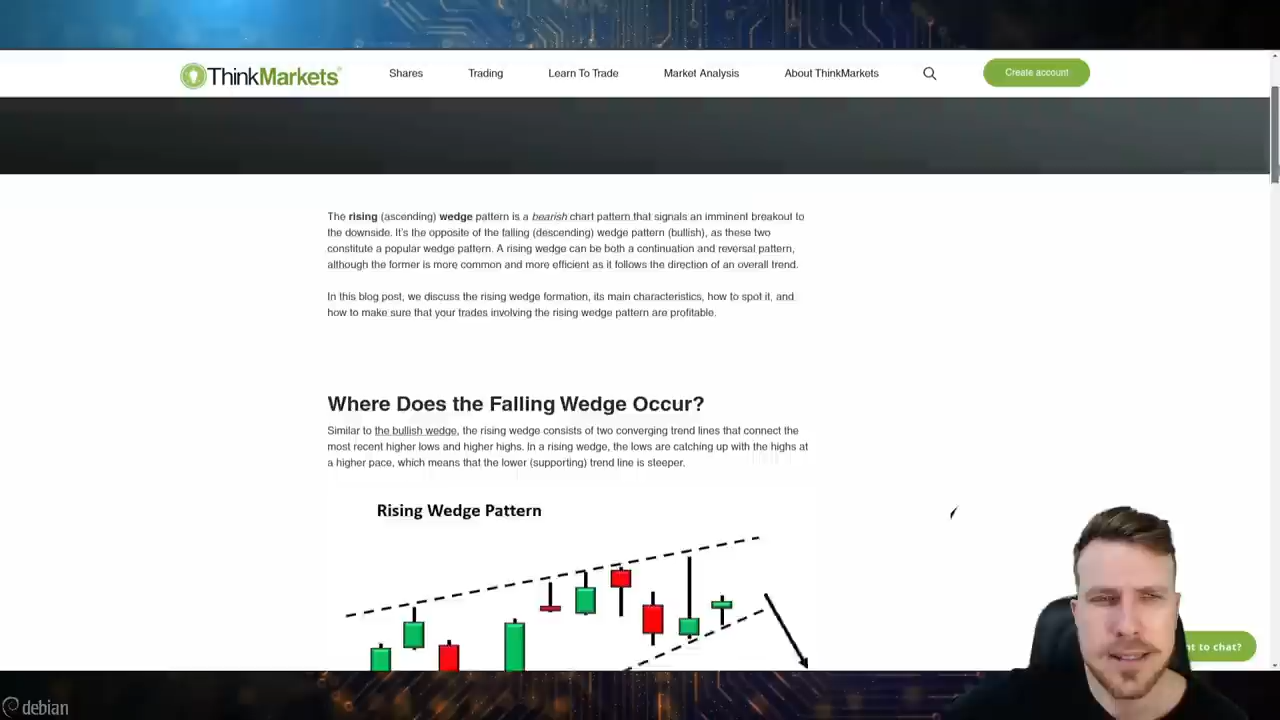 ThinkMarkets
Shares
Trading
Learn To Trade
Market Analysis
About ThinkMarkets
Create account
The rising (ascending) wedge pattern is a bearish chart pattern that signals an imminent breakout to
the downside. It's the opposite of the falling (descending) wedge pattern (bullish), as these two
constitute a popular wedge pattern. A rising wedge can be both a continuation and reversal pattern,
although the former is more common and more efficient as it follows the direction of an overall trend.
In this blog post, we discuss the rising wedge formation, its main characteristics, how to spot it, and
how to make sure that your trades involving the rising wedge pattern are profitable.
Where Does the Falling Wedge Occur?
Similar to the bullish wedge, the rising wedge consists of two converging trend lines that connect the
most recent higher lows and higher highs. In a rising wedge, the lows are catching up with the highs at
a higher pace, which means that the lower (supporting) trend line is steeper.
Rising Wedge Pattern
to chat?
debian